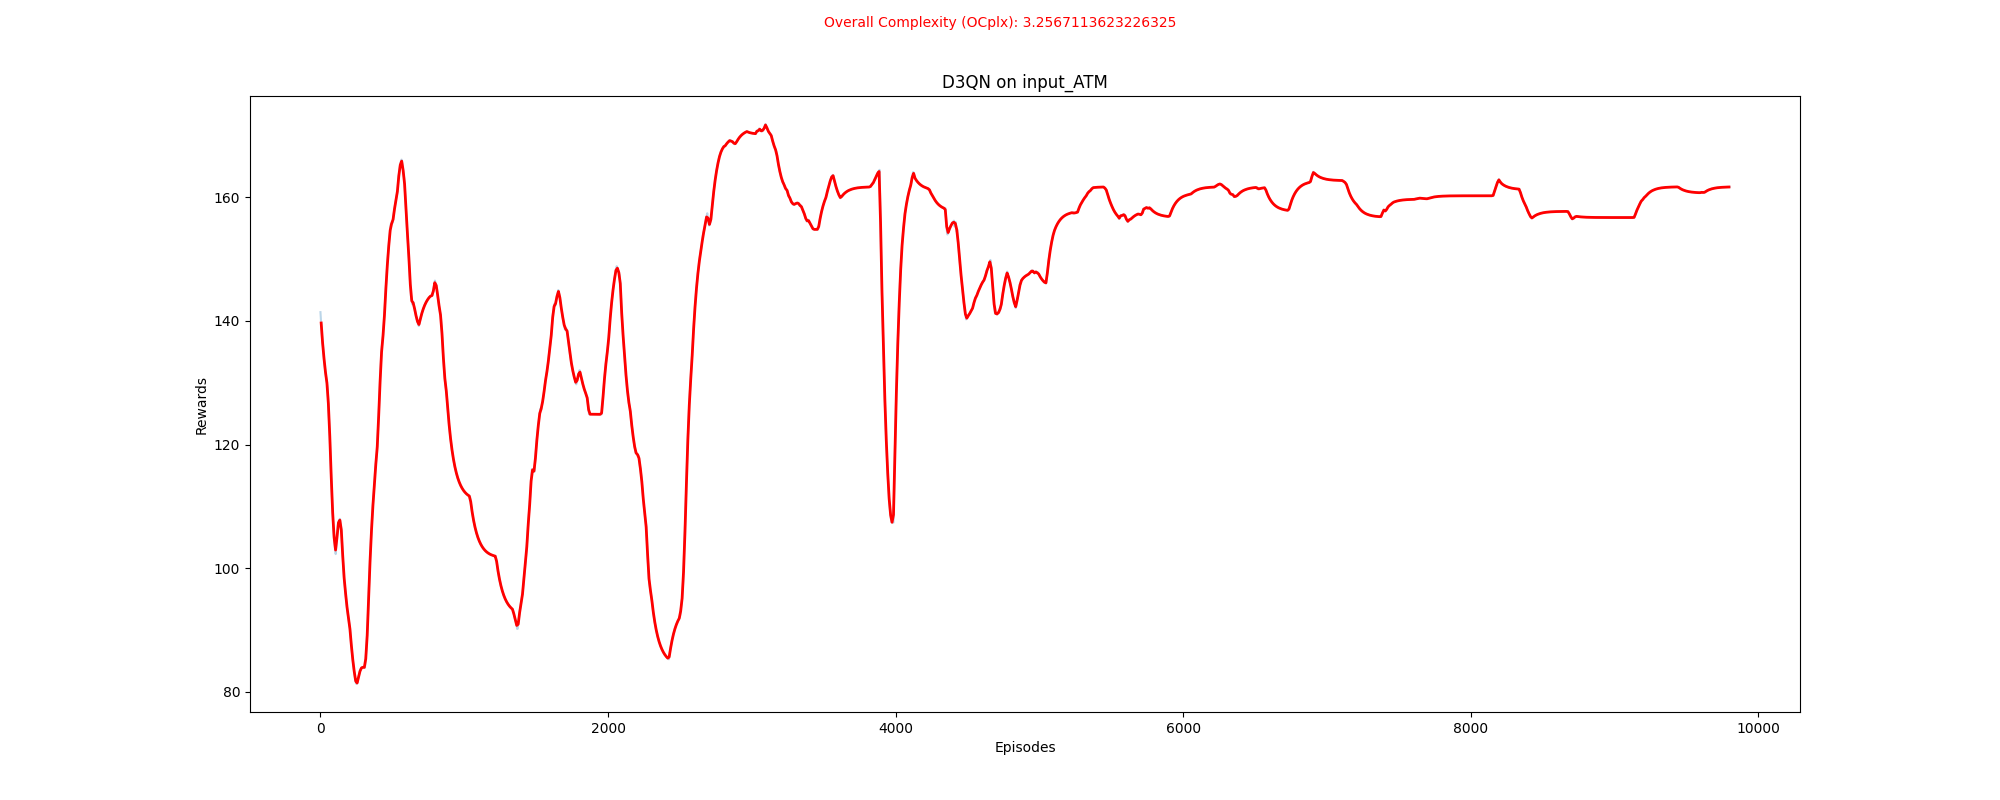 Overall Complexity (OCplx): 3.2567113623226325
D3QN on input_ATM
160
140
120
100
80
Rewards
0 2000 4000 6000 8000 10000
Episodes